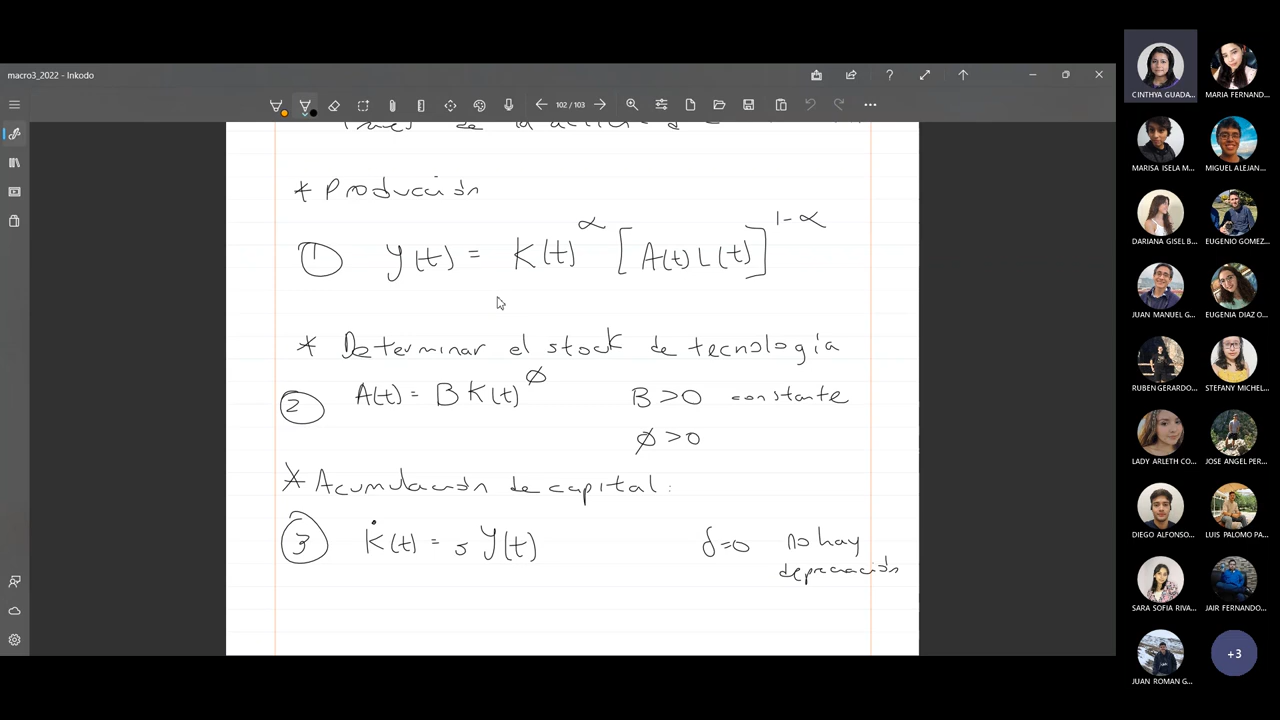 macro3_2022 - Inkodo
102 / 103
de la
* Producción
① Y(t) = K(t)^α [A(t)L(t)]^1-α
* Determinar el stock de tecnología
② A(t) = B K(t)^ϕ B > 0 constante
ϕ > 0
* Acumulación de capital:
③ K̇(t) = s Y(t) δ=0 no hay
depreciación
CINTHYA GUADA...
MARIA FERNAND...
MARISA ISELA M...
MIGUEL ALEJAN...
DARIANA GISEL B...
EUGENIO GOMEZ...
JUAN MANUEL G...
EUGENIA DIAZ O...
RUBEN GERARDO...
STEFANY MICHEL...
LADY ARLETH CO...
JOSE ANGEL PER...
DIEGO ALFONSO...
LUIS PALOMO PA...
SARA SOFIA RIVA...
JAIR FERNANDO...
JUAN ROMAN G...
+3